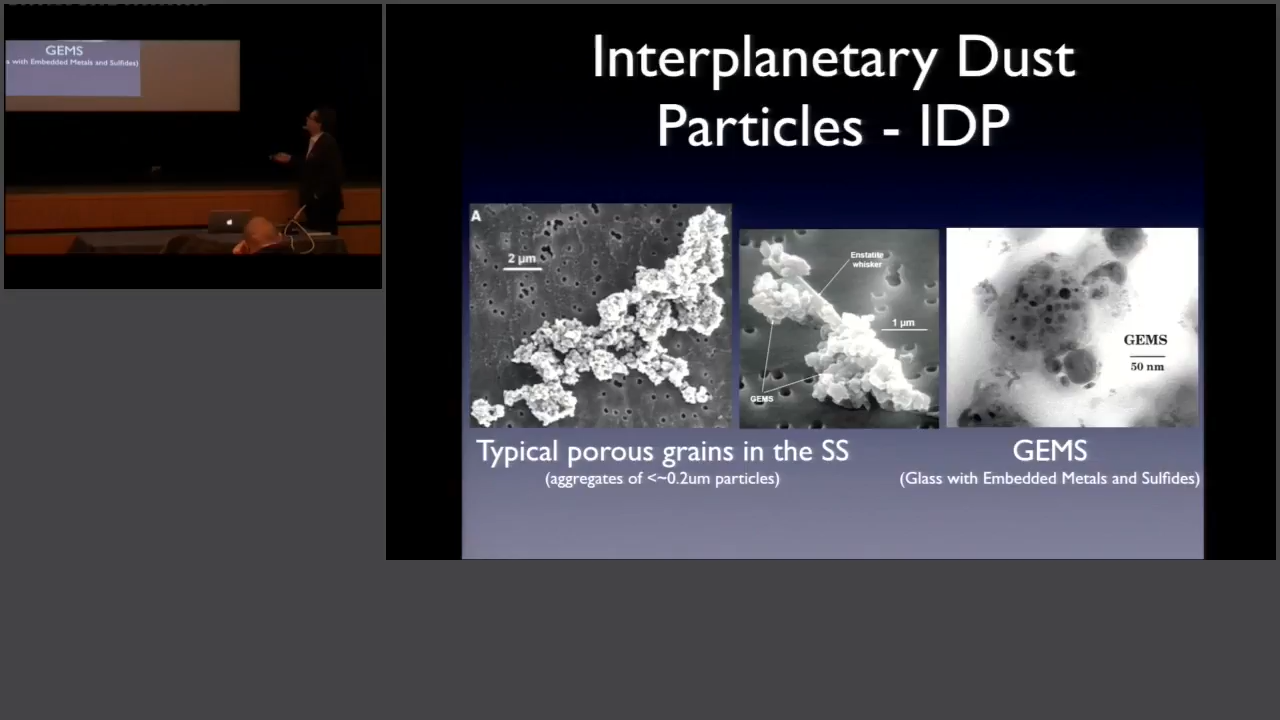 GEMS
s with Embedded Metals and Sulfides)
Interplanetary Dust
Particles - IDP
A
2 µm
Enstatite
whisker
1 µm
GEMS
GEMS
50 nm
Typical porous grains in the SS
(aggregates of <~0.2um particles)
GEMS
(Glass with Embedded Metals and Sulfides)